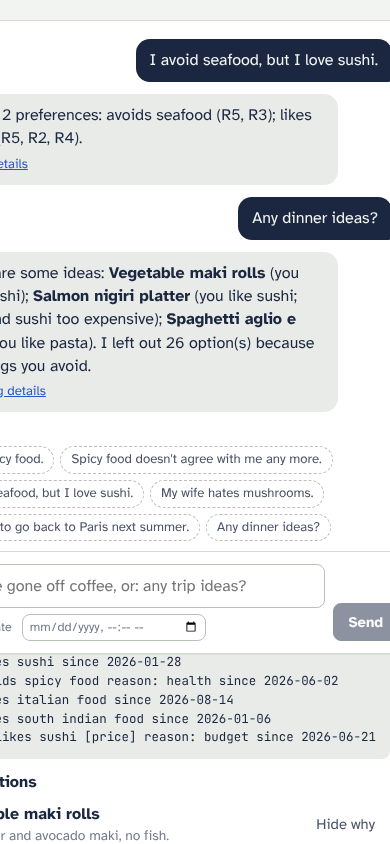 I avoid seafood, but I love sushi.
2 preferences: avoids seafood (R5, R3); likes
(R5, R2, R4).
etails
Any dinner ideas?
are some ideas: Vegetable maki rolls (you
shi); Salmon nigiri platter (you like sushi;
d sushi too expensive); Spaghetti aglio e
ou like pasta). I left out 26 option(s) because
gs you avoid.
g details
cy food.
Spicy food doesn't agree with me any more.
eafood, but I love sushi.
My wife hates mushrooms.
to go back to Paris next summer.
Any dinner ideas?
e gone off coffee, or: any trip ideas?
ate
mm/dd/yyyy, --:-- --
Send
es sushi since 2026-01-28
ids spicy food reason: health since 2026-06-02
es italian food since 2026-08-14
es south indian food since 2026-01-06
likes sushi [price] reason: budget since 2026-06-21
tions
ble maki rolls
r and avocado maki, no fish.
Hide why